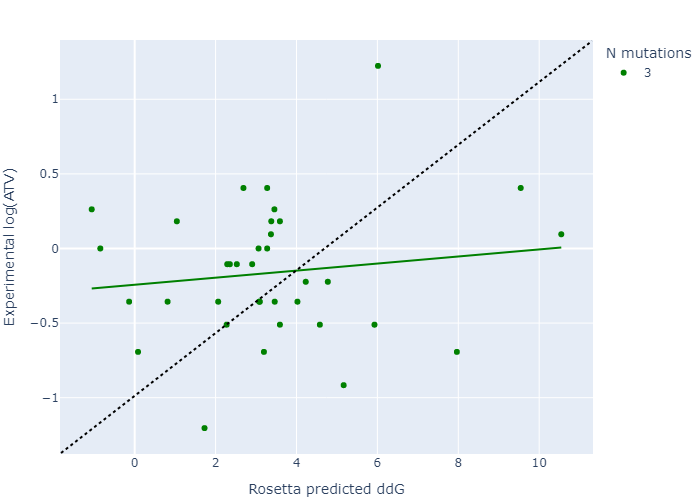 N mutations
3
Experimental log(ATV)
1
0.5
0
−0.5
−1
0 2 4 6 8 10
Rosetta predicted ddG